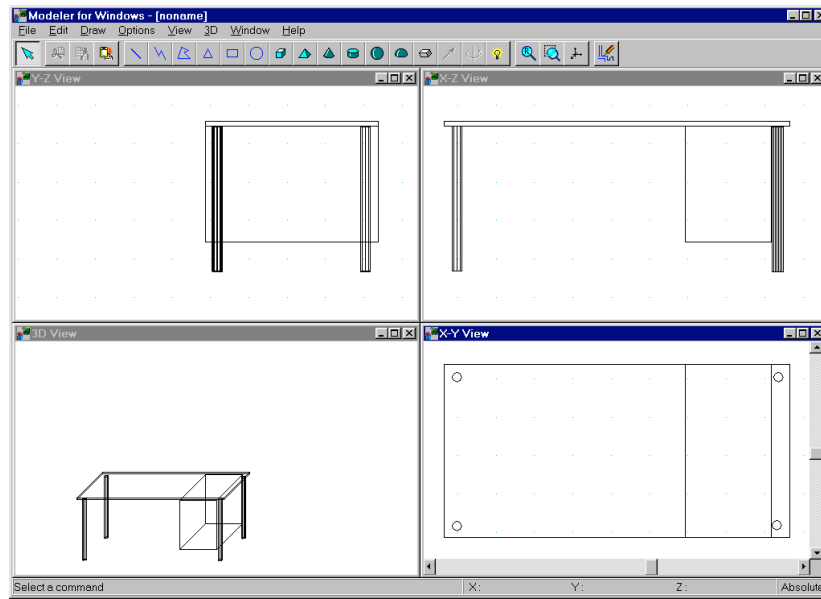 Modeler for Windows - [noname]
File Edit Draw Options View 3D Window Help
Y-Z View
X-Z View
3D View
X-Y View
Select a command X: Y: Z: Absolute